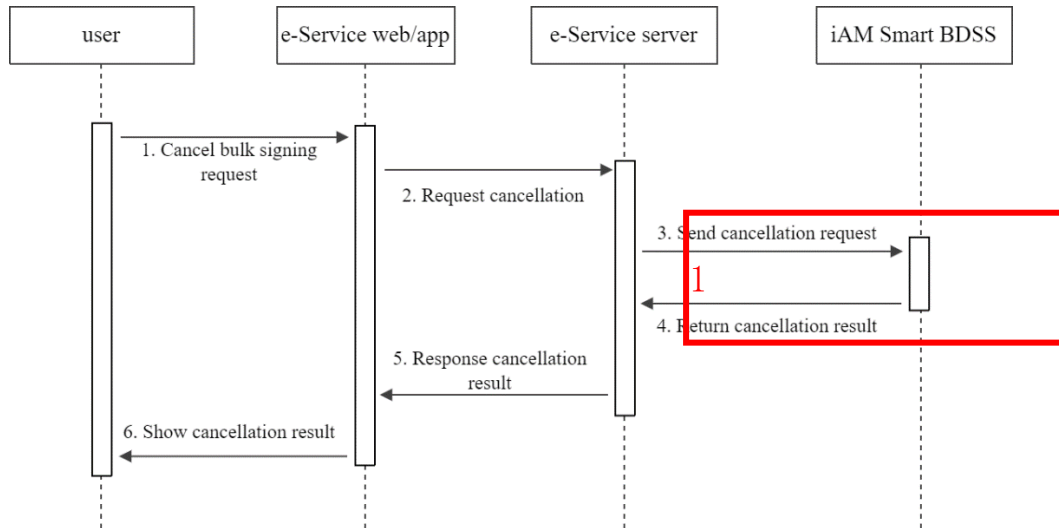 user
e-Service web/app
e-Service server
iAM Smart BDSS
1. Cancel bulk signing
request
2. Request cancellation
3. Send cancellation request
1
4. Return cancellation result
5. Response cancellation
result
6. Show cancellation result